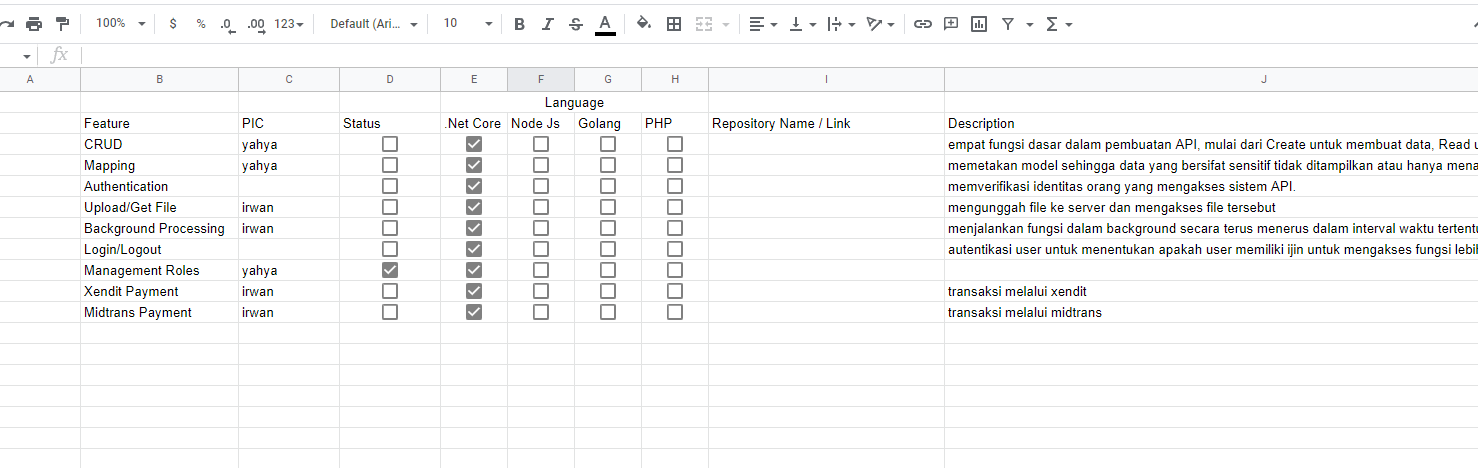 100% $ % .0 .00 123 Default (Ari... 10 B I S A
fx
A B C D E F G H I J
Language
Feature PIC Status .Net Core Node Js Golang PHP Repository Name / Link Description
CRUD yahya empat fungsi dasar dalam pembuatan API, mulai dari Create untuk membuat data, Read
Mapping yahya memetakan model sehingga data yang bersifat sensitif tidak ditampilkan atau hanya
Authentication memverifikasi identitas orang yang mengakses sistem API.
Upload/Get File irwan mengunggah file ke server dan mengakses file tersebut
Background Processing irwan menjalankan fungsi dalam background secara terus menerus dalam interval waktu
Login/Logout autentikasi user untuk menentukan apakah user memiliki ijin untuk mengakses fungsi
Management Roles yahya
Xendit Payment irwan transaksi melalui xendit
Midtrans Payment irwan transaksi melalui midtrans